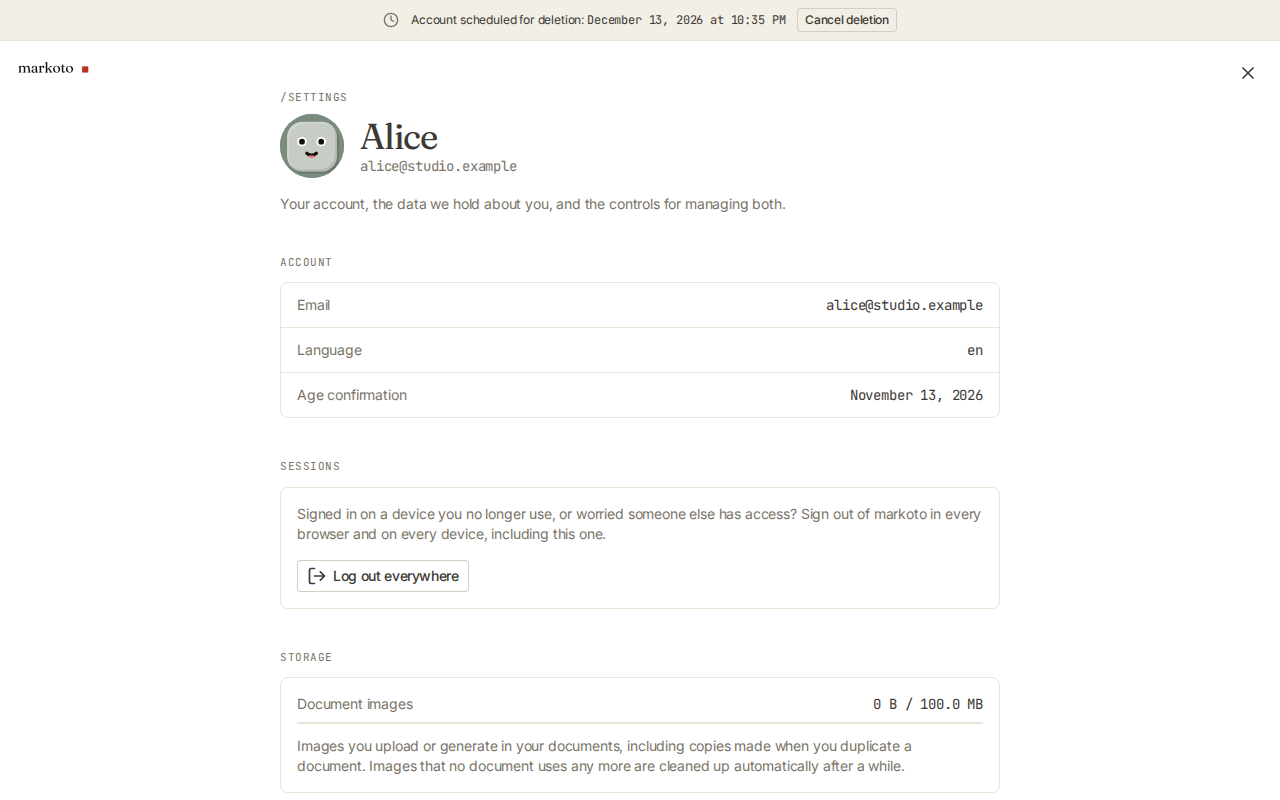 Account scheduled for deletion: December 13, 2026 at 10:35 PM Cancel deletion
markoto
/SETTINGS
Alice
alice@studio.example
Your account, the data we hold about you, and the controls for managing both.
ACCOUNT
Email alice@studio.example
Language en
Age confirmation November 13, 2026
SESSIONS
Signed in on a device you no longer use, or worried someone else has access? Sign out of markoto in every
browser and on every device, including this one.
Log out everywhere
STORAGE
Document images 0 B / 100.0 MB
Images you upload or generate in your documents, including copies made when you duplicate a
document. Images that no document uses any more are cleaned up automatically after a while.